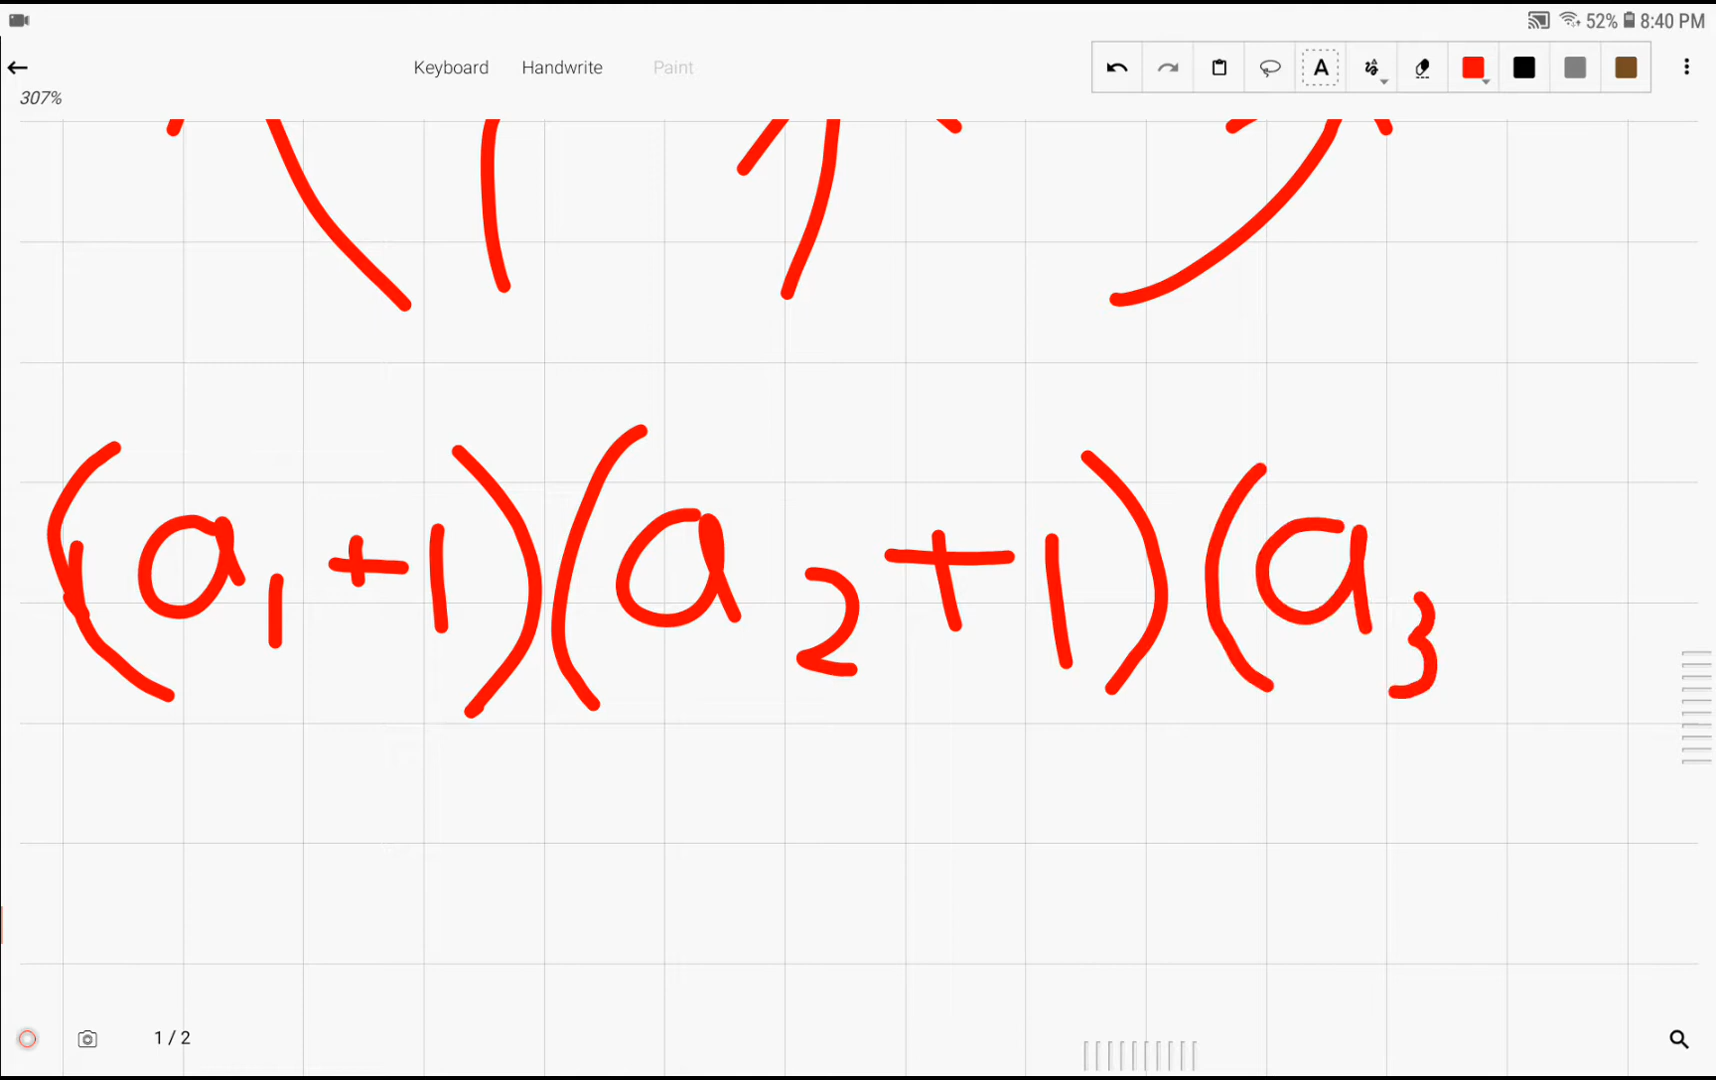 52% 8:40 PM
Keyboard Handwrite Paint A
307%
(a₁+1)(a₂+1)(a₃
1 / 2